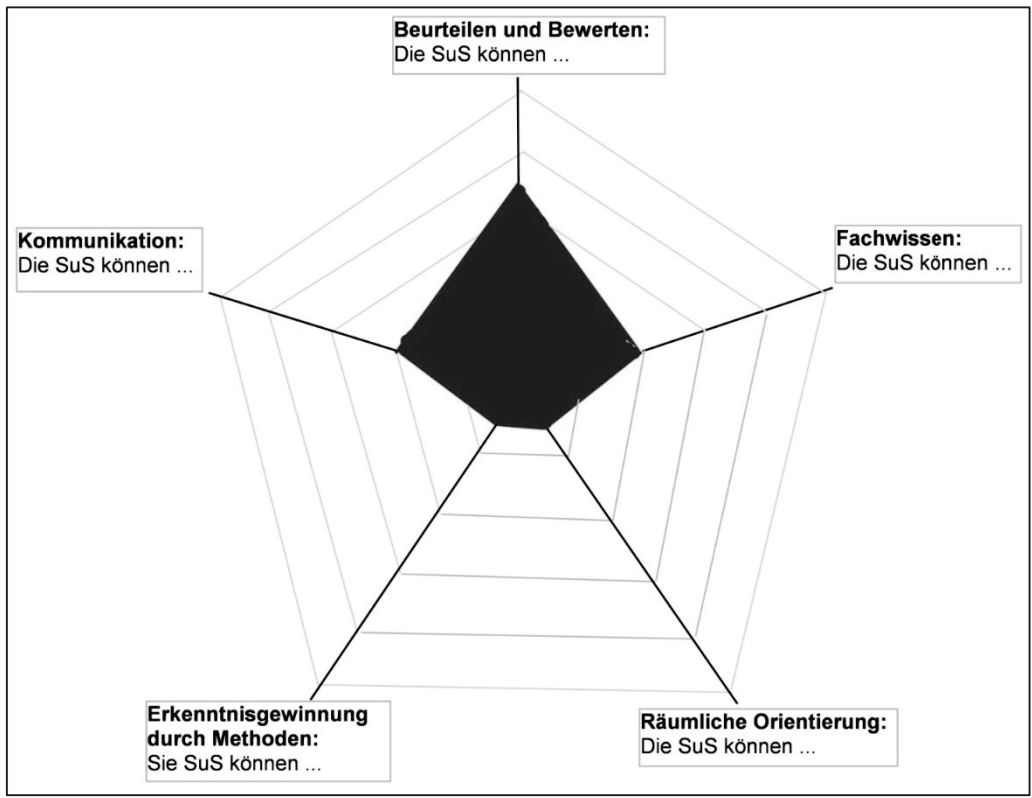 Beurteilen und Bewerten:
Die SuS können ...
Kommunikation:
Die SuS können ...
Fachwissen:
Die SuS können ...
Erkenntnisgewinnung
durch Methoden:
Sie SuS können ...
Räumliche Orientierung:
Die SuS können ...